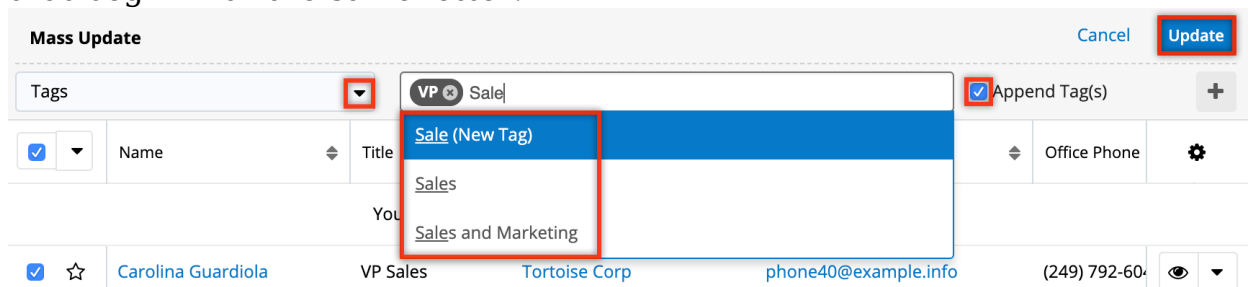 Mass Update Cancel Update
Tags VP Sale Append Tag(s)
Sale (New Tag)
Name Title Office Phone
Sales
You
Sales and Marketing
Carolina Guardiola VP Sales Tortoise Corp phone40@example.info (249) 792-604